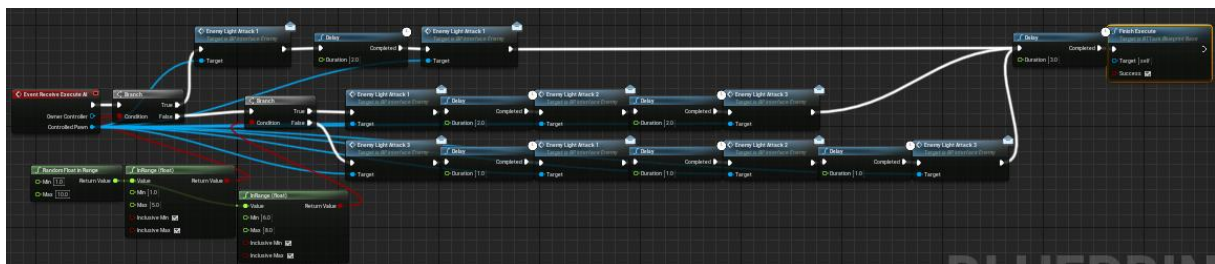 Enemy Light Attack 1
Target is BP Interface Enemy
Target
Delay
Completed
Duration 2.0
Enemy Light Attack 1
Target is BP Interface Enemy
Target
Delay
Completed
Duration 3.0
Finish Execute
Target is BTTask Blueprint Base
Target self
Success
Event Receive Execute AI
Owner Controller
Controlled Pawn
Branch
True
Condition
False
Branch
True
Condition
False
Enemy Light Attack 1
Target is BP Interface Enemy
Target
Delay
Completed
Duration 2.0
Enemy Light Attack 2
Target is BP Interface Enemy
Target
Delay
Completed
Duration 2.0
Enemy Light Attack 3
Target is BP Interface Enemy
Target
Enemy Light Attack 3
Target is BP Interface Enemy
Target
Delay
Completed
Duration 1.0
Enemy Light Attack 1
Target is BP Interface Enemy
Target
Delay
Completed
Duration 1.0
Enemy Light Attack 2
Target is BP Interface Enemy
Target
Delay
Completed
Duration 1.0
Enemy Light Attack 3
Target is BP Interface Enemy
Target
Random Float in Range
Min 1.0
Return Value
Max 10.0
InRange (float)
Value
Return Value
Min 1.0
Max 5.0
Inclusive Min
Inclusive Max
InRange (float)
Value
Return Value
Min 6.0
Max 8.0
Inclusive Min
Inclusive Max
BLUEPRIN